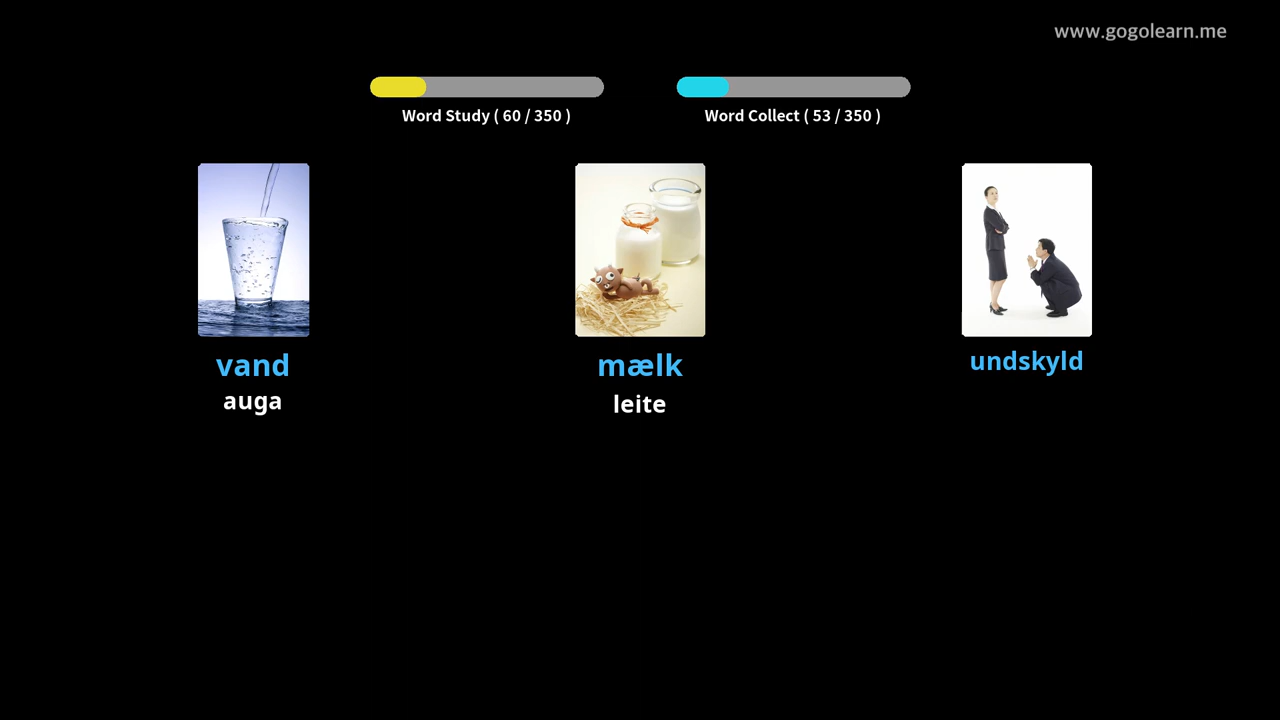 www.gogolearn.me
Word Study ( 60 / 350 )
Word Collect ( 53 / 350 )
vand
auga
mælk
leite
undskyld